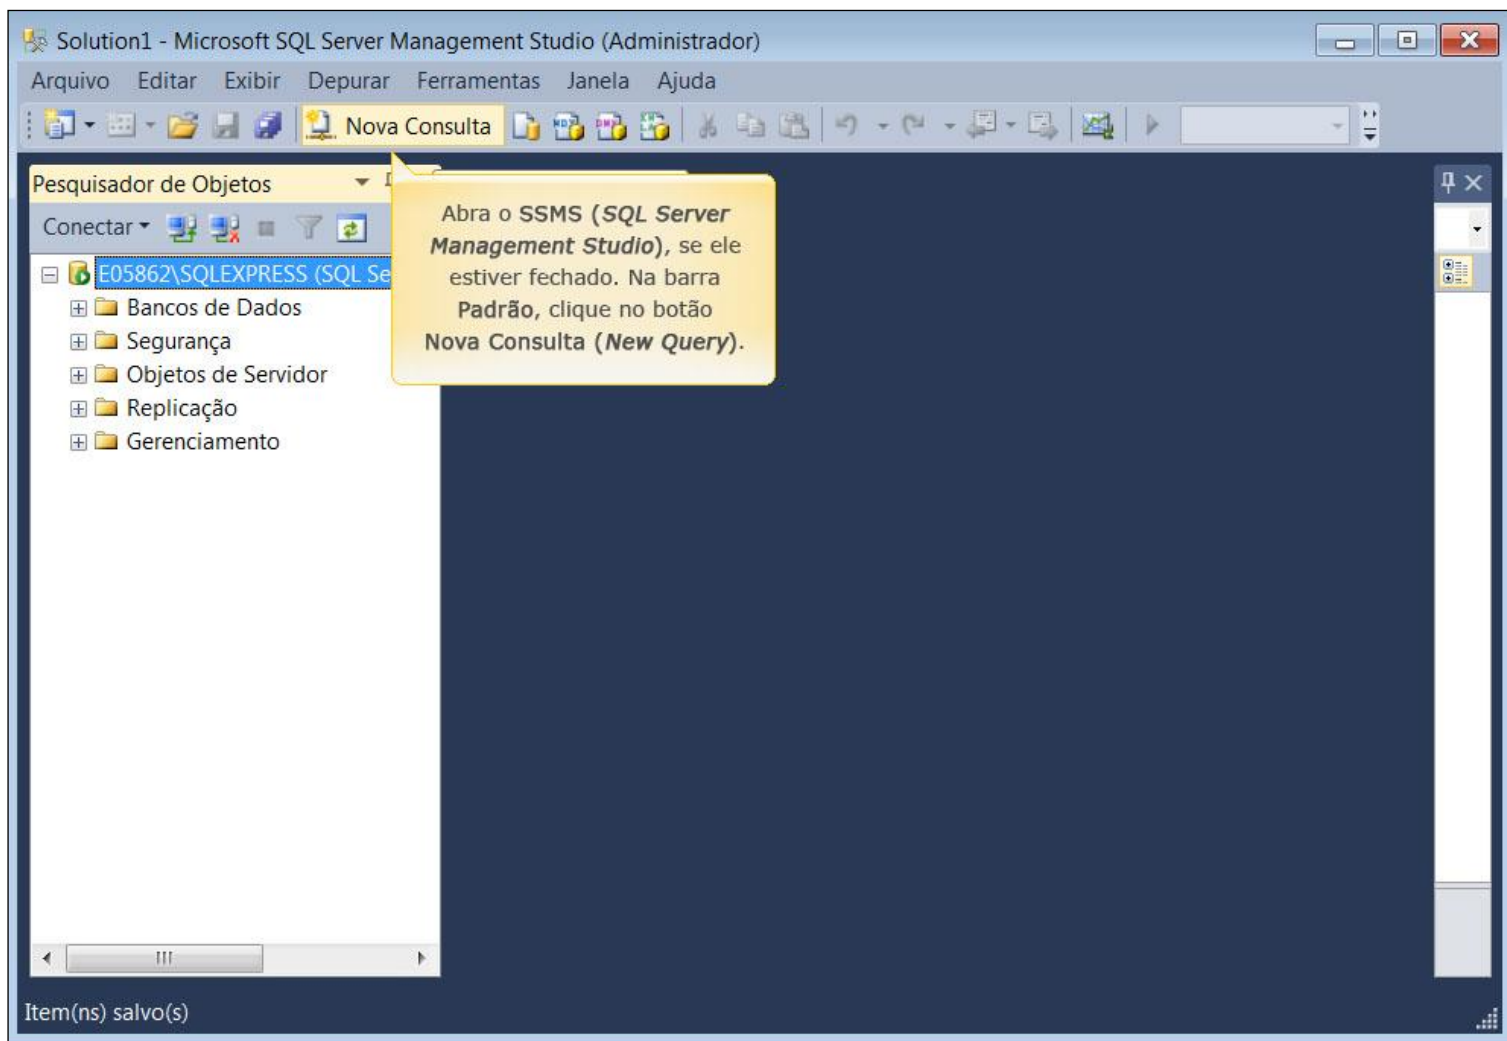 Solution1 - Microsoft SQL Server Management Studio (Administrador)
Arquivo Editar Exibir Depurar Ferramentas Janela Ajuda
Nova Consulta
Pesquisador de Objetos
Conectar
E05862\SQLEXPRESS (SQL Se
Bancos de Dados
Segurança
Objetos de Servidor
Replicação
Gerenciamento
Abra o SSMS (SQL Server
Management Studio), se ele
estiver fechado. Na barra
Padrão, clique no botão
Nova Consulta (New Query).
Item(ns) salvo(s)